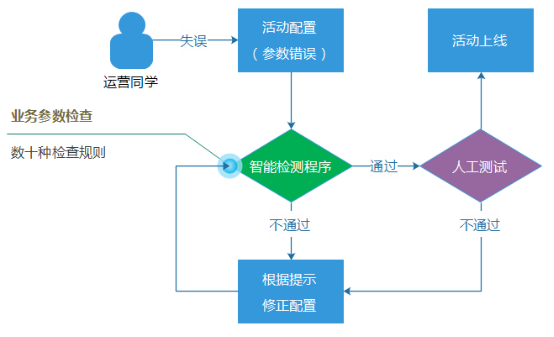 活动配置
（参数错误）
活动上线
失误
运营同学
业务参数检查
数十种检查规则
智能检测程序
通过
人工测试
不通过
不通过
根据提示
修正配置